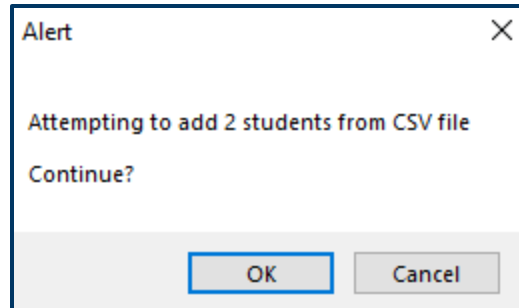 Alert
Attempting to add 2 students from CSV file
Continue?
OK
Cancel